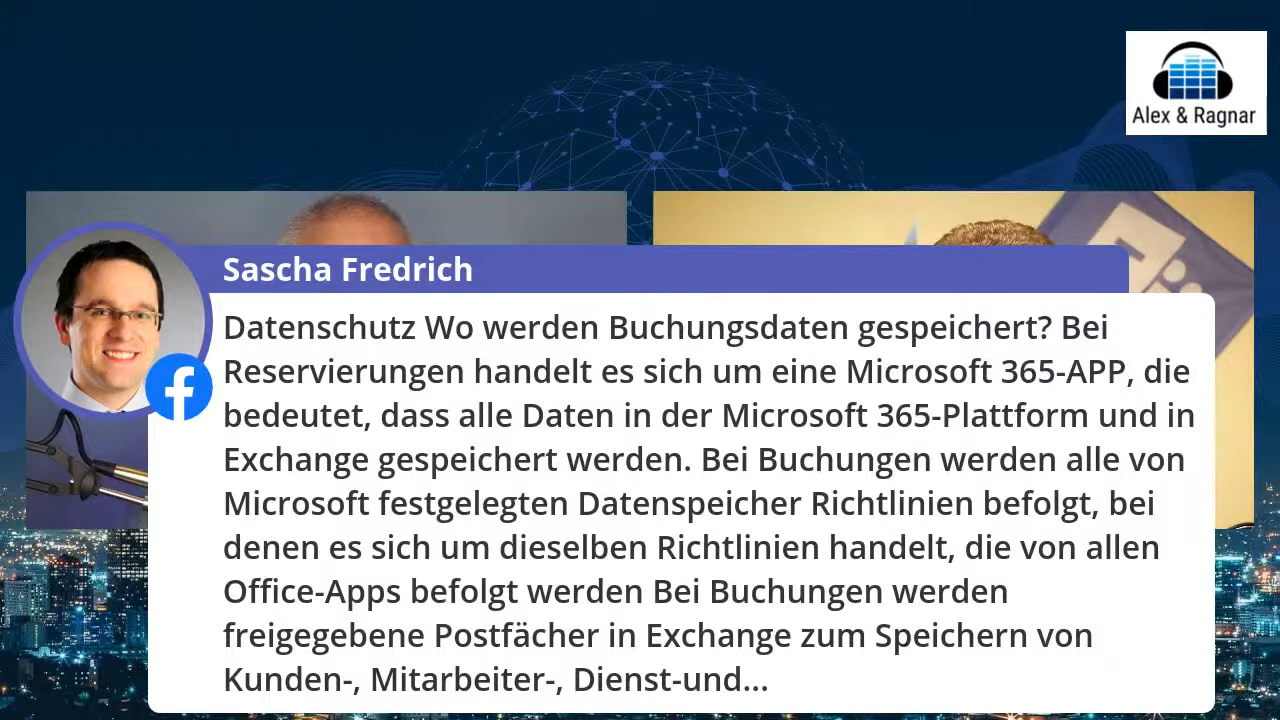 Alex & Ragnar
Sascha Fredrich
Datenschutz Wo werden Buchungsdaten gespeichert? Bei
Reservierungen handelt es sich um eine Microsoft 365-APP, die
bedeutet, dass alle Daten in der Microsoft 365-Plattform und in
Exchange gespeichert werden. Bei Buchungen werden alle von
Microsoft festgelegten Datenspeicher Richtlinien befolgt, bei
denen es sich um dieselben Richtlinien handelt, die von allen
Office-Apps befolgt werden Bei Buchungen werden
freigegebene Postfächer in Exchange zum Speichern von
Kunden-, Mitarbeiter-, Dienst-und...